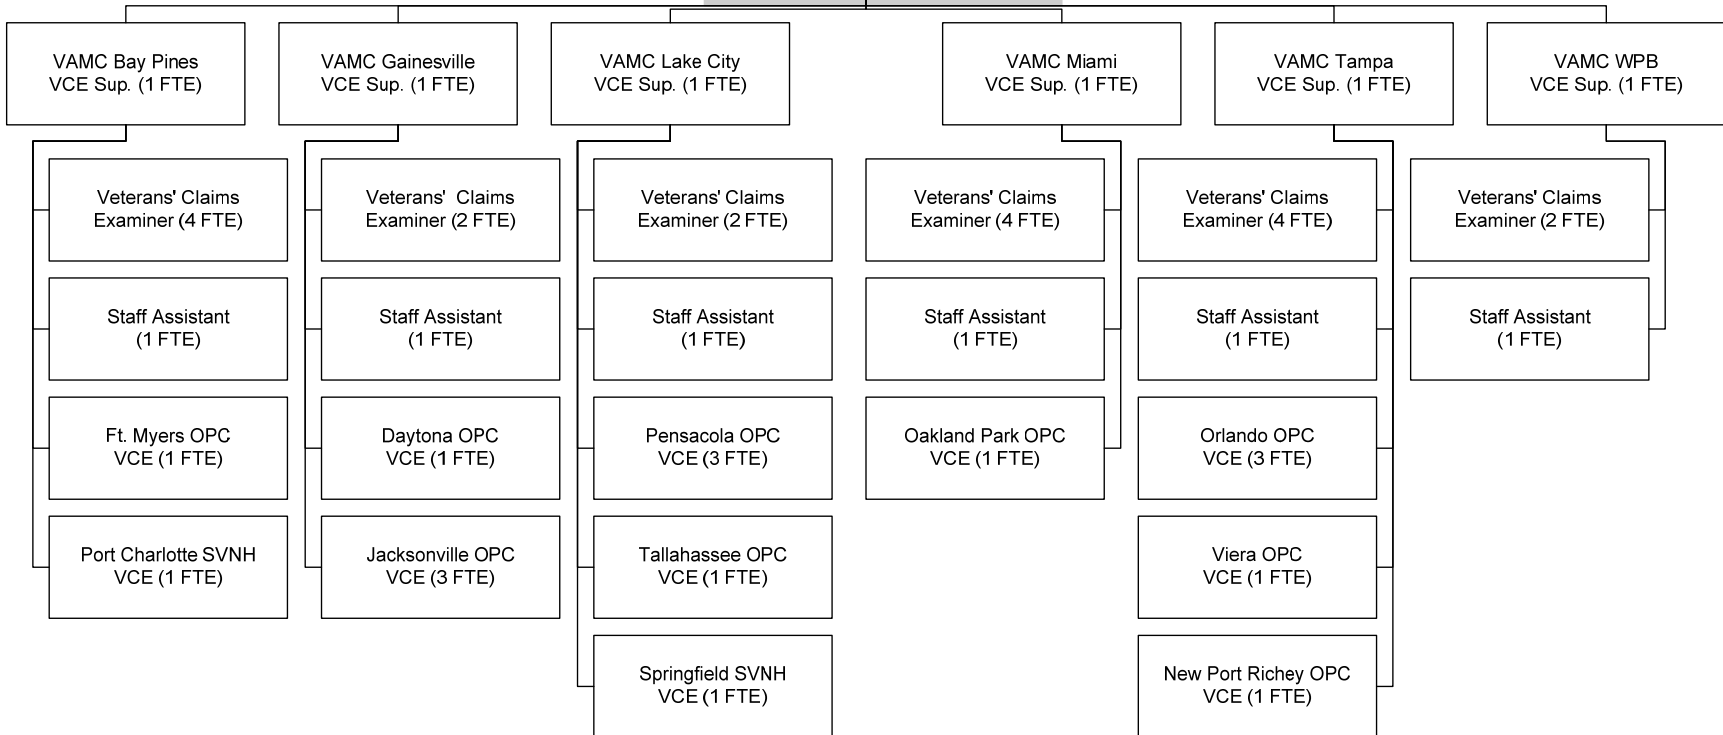 VAMC Bay Pines
VCE Sup. (1 FTE)
VAMC Gainesville
VCE Sup. (1 FTE)
VAMC Lake City
VCE Sup. (1 FTE)
VAMC Miami
VCE Sup. (1 FTE)
VAMC Tampa
VCE Sup. (1 FTE)
VAMC WPB
VCE Sup. (1 FTE)
Veterans' Claims
Examiner (4 FTE)
Veterans' Claims
Examiner (2 FTE)
Veterans' Claims
Examiner (2 FTE)
Veterans' Claims
Examiner (4 FTE)
Veterans' Claims
Examiner (4 FTE)
Veterans' Claims
Examiner (2 FTE)
Staff Assistant
(1 FTE)
Staff Assistant
(1 FTE)
Staff Assistant
(1 FTE)
Staff Assistant
(1 FTE)
Staff Assistant
(1 FTE)
Staff Assistant
(1 FTE)
Ft. Myers OPC
VCE (1 FTE)
Daytona OPC
VCE (1 FTE)
Pensacola OPC
VCE (3 FTE)
Oakland Park OPC
VCE (1 FTE)
Orlando OPC
VCE (3 FTE)
Port Charlotte SVNH
VCE (1 FTE)
Jacksonville OPC
VCE (3 FTE)
Tallahassee OPC
VCE (1 FTE)
Viera OPC
VCE (1 FTE)
Springfield SVNH
VCE (1 FTE)
New Port Richey OPC
VCE (1 FTE)